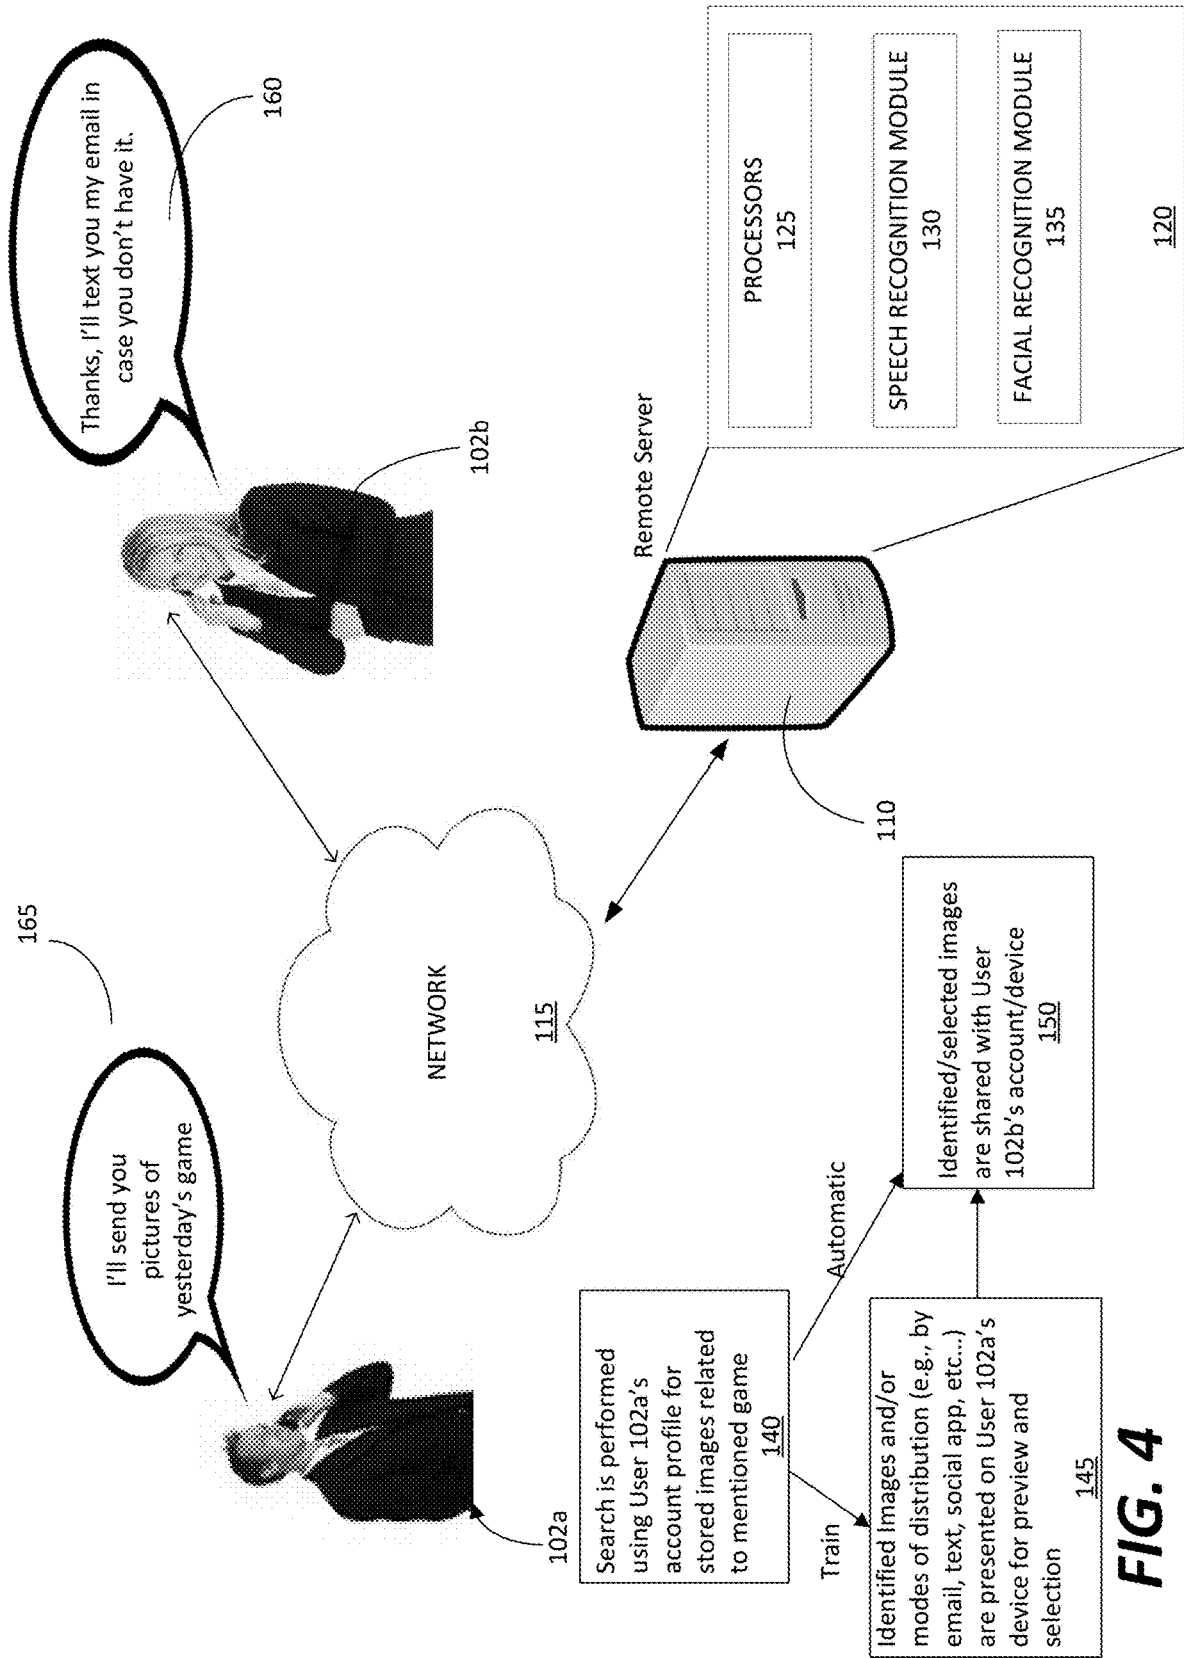 165
I'll send you
pictures of
yesterday's game
Thanks, I'll text you my email in
case you don't have it.
160
102a
102b
NETWORK
115
Remote Server
110
PROCESSORS
125
SPEECH RECOGNITION MODULE
130
FACIAL RECOGNITION MODULE
135
120
Search is performed
using User 102a's
account profile for
stored images related
to mentioned game
140
Train
Automatic
Identified Images and/or
modes of distribution (e.g., by
email, text, social app, etc...)
are presented on User 102a's
device for preview and
selection
145
Identified/selected images
are shared with User
102b's account/device
150
FIG. 4